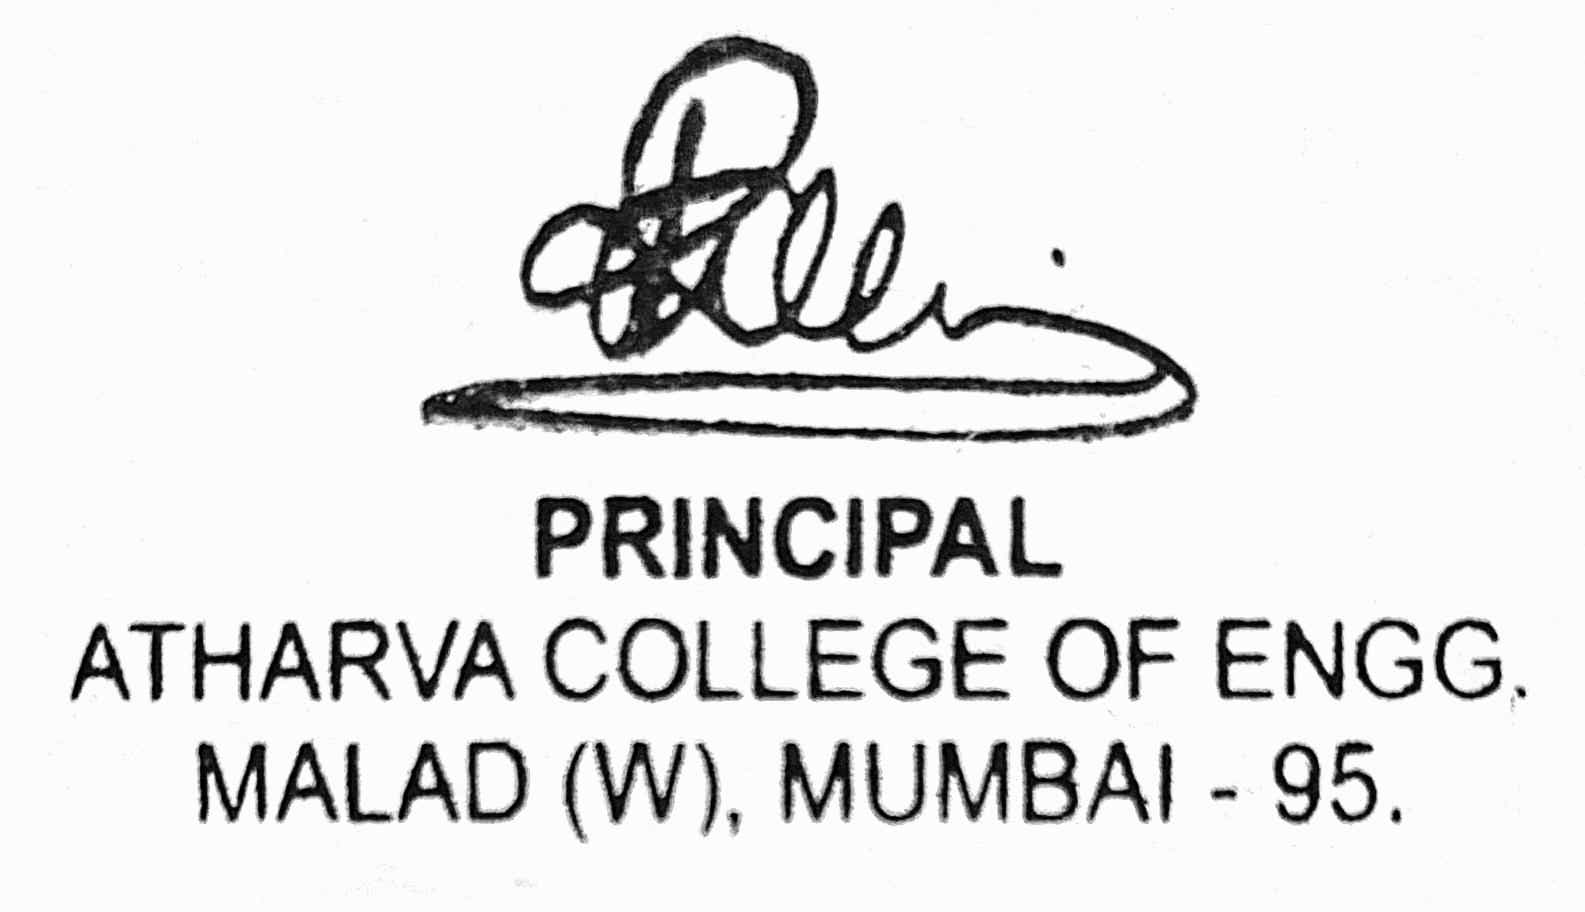 PRINCIPAL
ATHARVA COLLEGE OF ENGG.
MALAD (W), MUMBAI - 95.